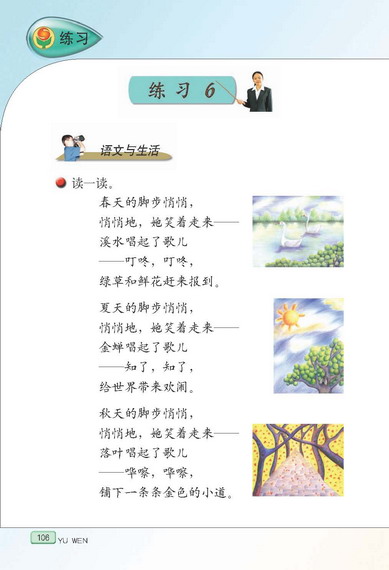 练习
练习6
语文与生活
读一读。
春天的脚步悄悄，
悄悄地，她笑着走来——
溪水唱起了歌儿
——叮咚，叮咚，
绿草和鲜花赶来报到。
夏天的脚步悄悄，
悄悄地，她笑着走来——
金蝉唱起了歌儿
——知了，知了，
给世界带来欢闹。
秋天的脚步悄悄，
悄悄地，她笑着走来——
落叶唱起了歌儿
——哗嚓，哗嚓，
铺下一条条金色的小道。
106 YU WEN